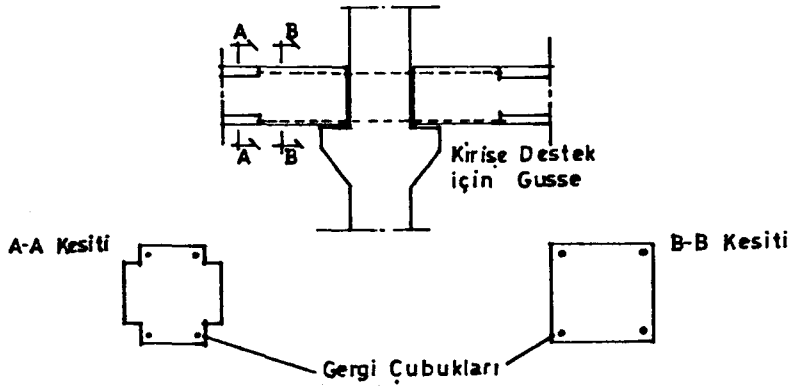 A B
A B
Kirişe Destek
için Gusse
A-A Kesiti
B-B Kesiti
Gergi Çubukları